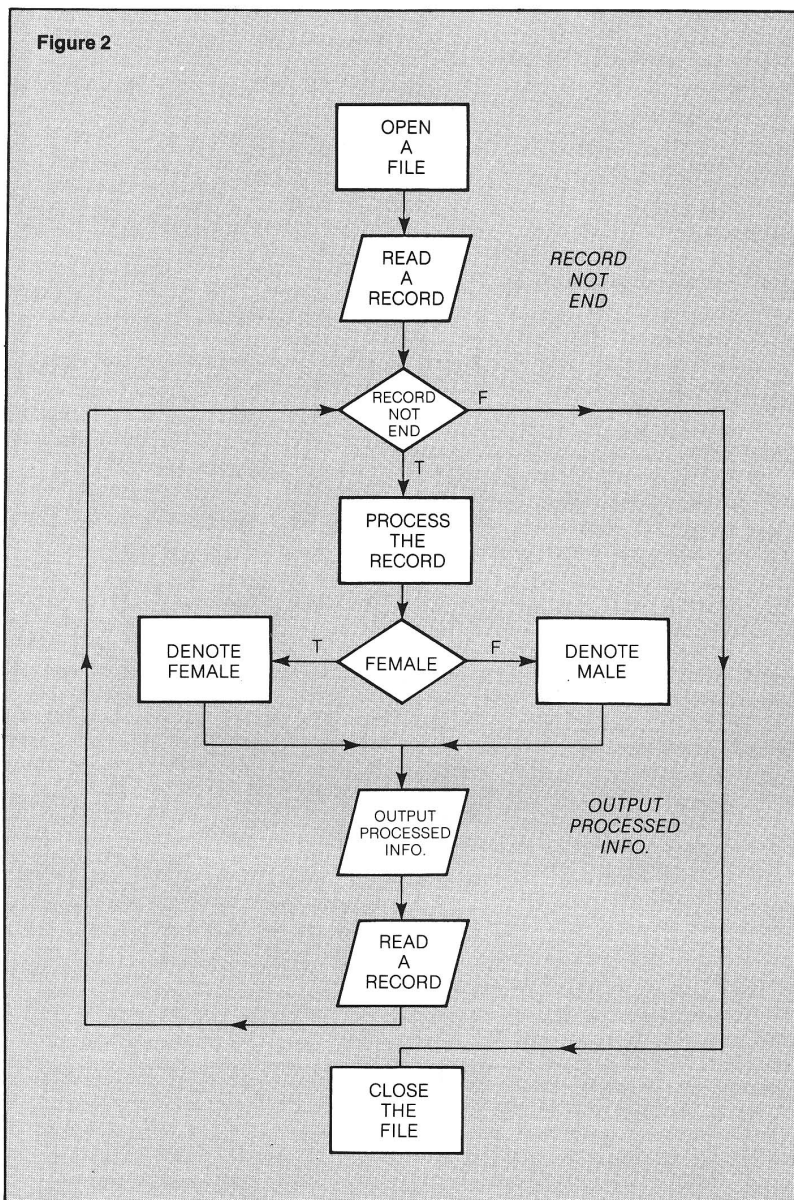 Figure 2
OPEN
A
FILE
READ
A
RECORD
RECORD
NOT
END
RECORD
NOT
END
F
T
PROCESS
THE
RECORD
DENOTE
FEMALE
T
FEMALE
F
DENOTE
MALE
OUTPUT
PROCESSED
INFO.
OUTPUT
PROCESSED
INFO.
READ
A
RECORD
CLOSE
THE
FILE